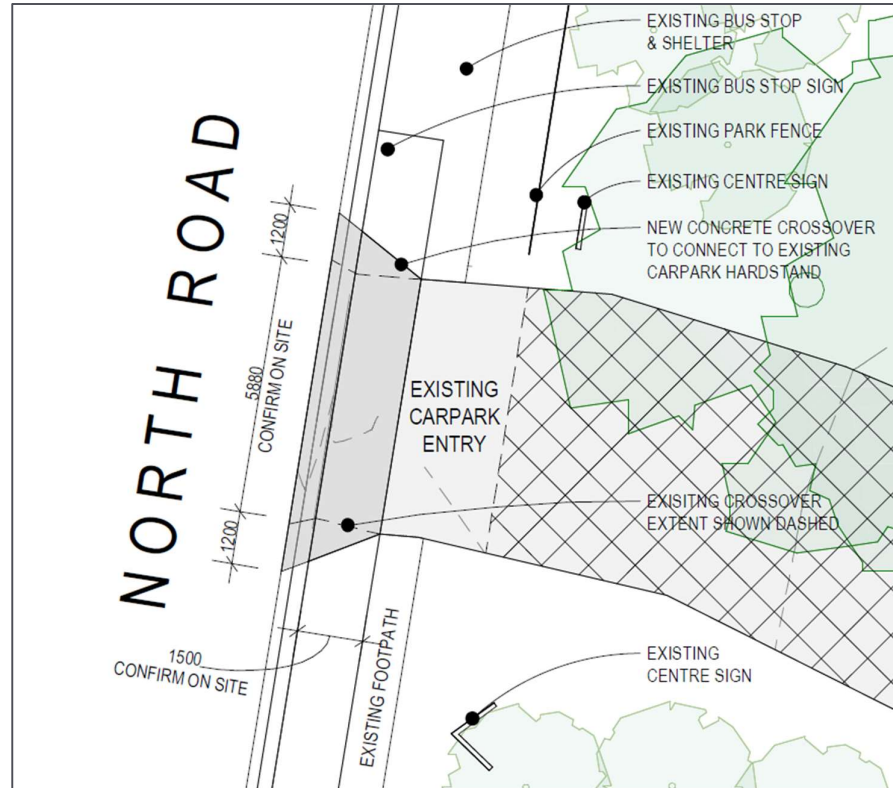 EXISTING BUS STOP
& SHELTER
EXISTING BUS STOP SIGN
EXISTING PARK FENCE
EXISTING CENTRE SIGN
NEW CONCRETE CROSSOVER
TO CONNECT TO EXISTING
CARPARK HARDSTAND
NORTH ROAD
1200
5880
CONFIRM ON SITE
1200
EXISTING
CARPARK
ENTRY
EXISITNG CROSSOVER
EXTENT SHOWN DASHED
1500
CONFIRM ON SITE
EXISTING FOOTPATH
EXISTING
CENTRE SIGN